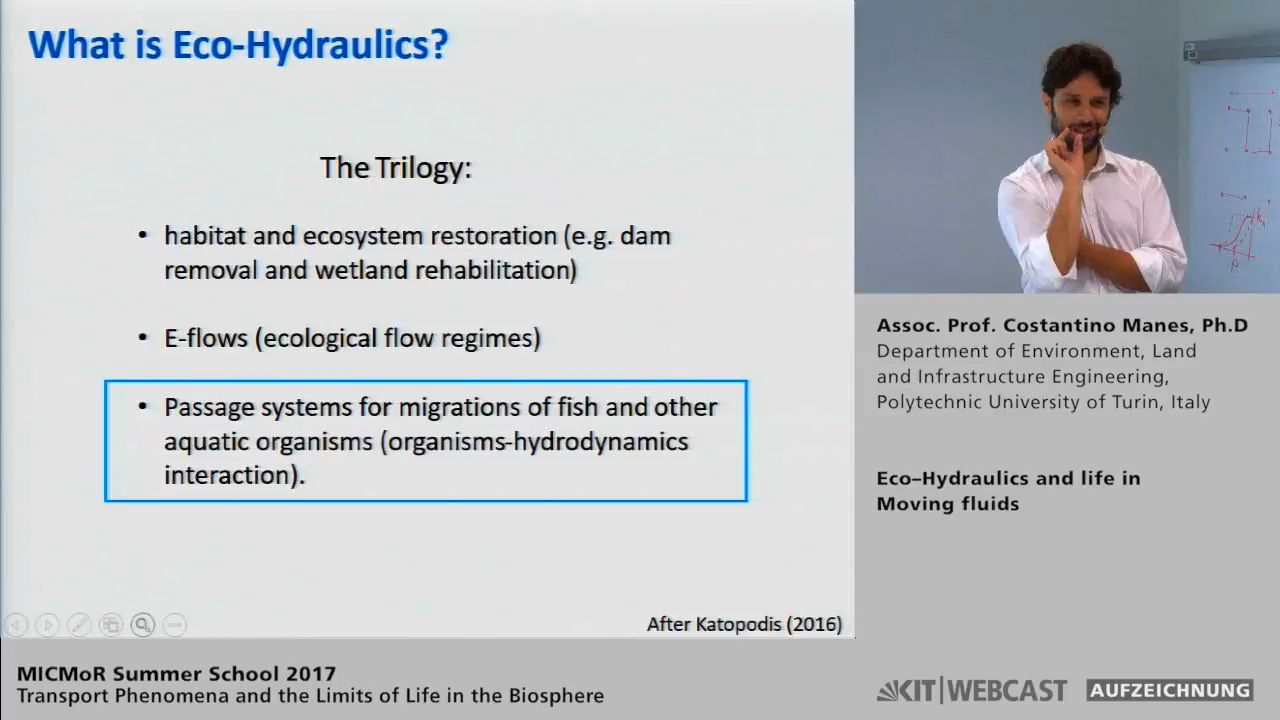 What is Eco-Hydraulics?
The Trilogy:
• habitat and ecosystem restoration (e.g. dam
removal and wetland rehabilitation)
• E-flows (ecological flow regimes)
• Passage systems for migrations of fish and other
aquatic organisms (organisms-hydrodynamics
interaction).
After Katopodis (2016)
Assoc. Prof. Costantino Manes, Ph.D
Department of Environment, Land
and Infrastructure Engineering,
Polytechnic University of Turin, Italy
Eco–Hydraulics and life in
Moving fluids
MICMoR Summer School 2017
Transport Phenomena and the Limits of Life in the Biosphere
KIT|WEBCAST AUFZEICHNUNG